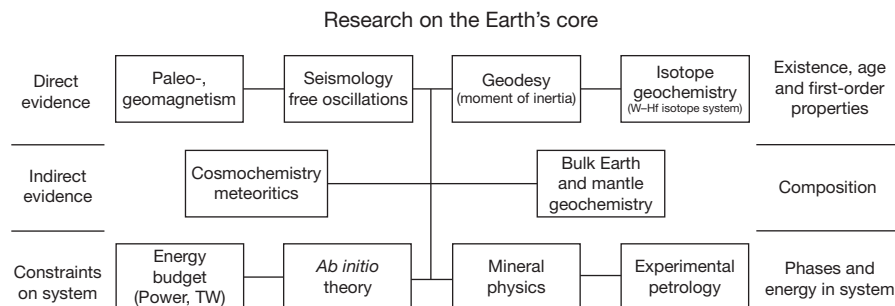 Research on the Earth's core
Direct
evidence
Paleo-,
geomagnetism
Seismology
free oscillations
Geodesy
(moment of inertia)
Isotope
geochemistry
(W–Hf isotope system)
Existence, age
and first-order
properties
Indirect
evidence
Cosmochemistry
meteoritics
Bulk Earth
and mantle
geochemistry
Composition
Constraints
on system
Energy
budget
(Power, TW)
Ab initio
theory
Mineral
physics
Experimental
petrology
Phases and
energy in system